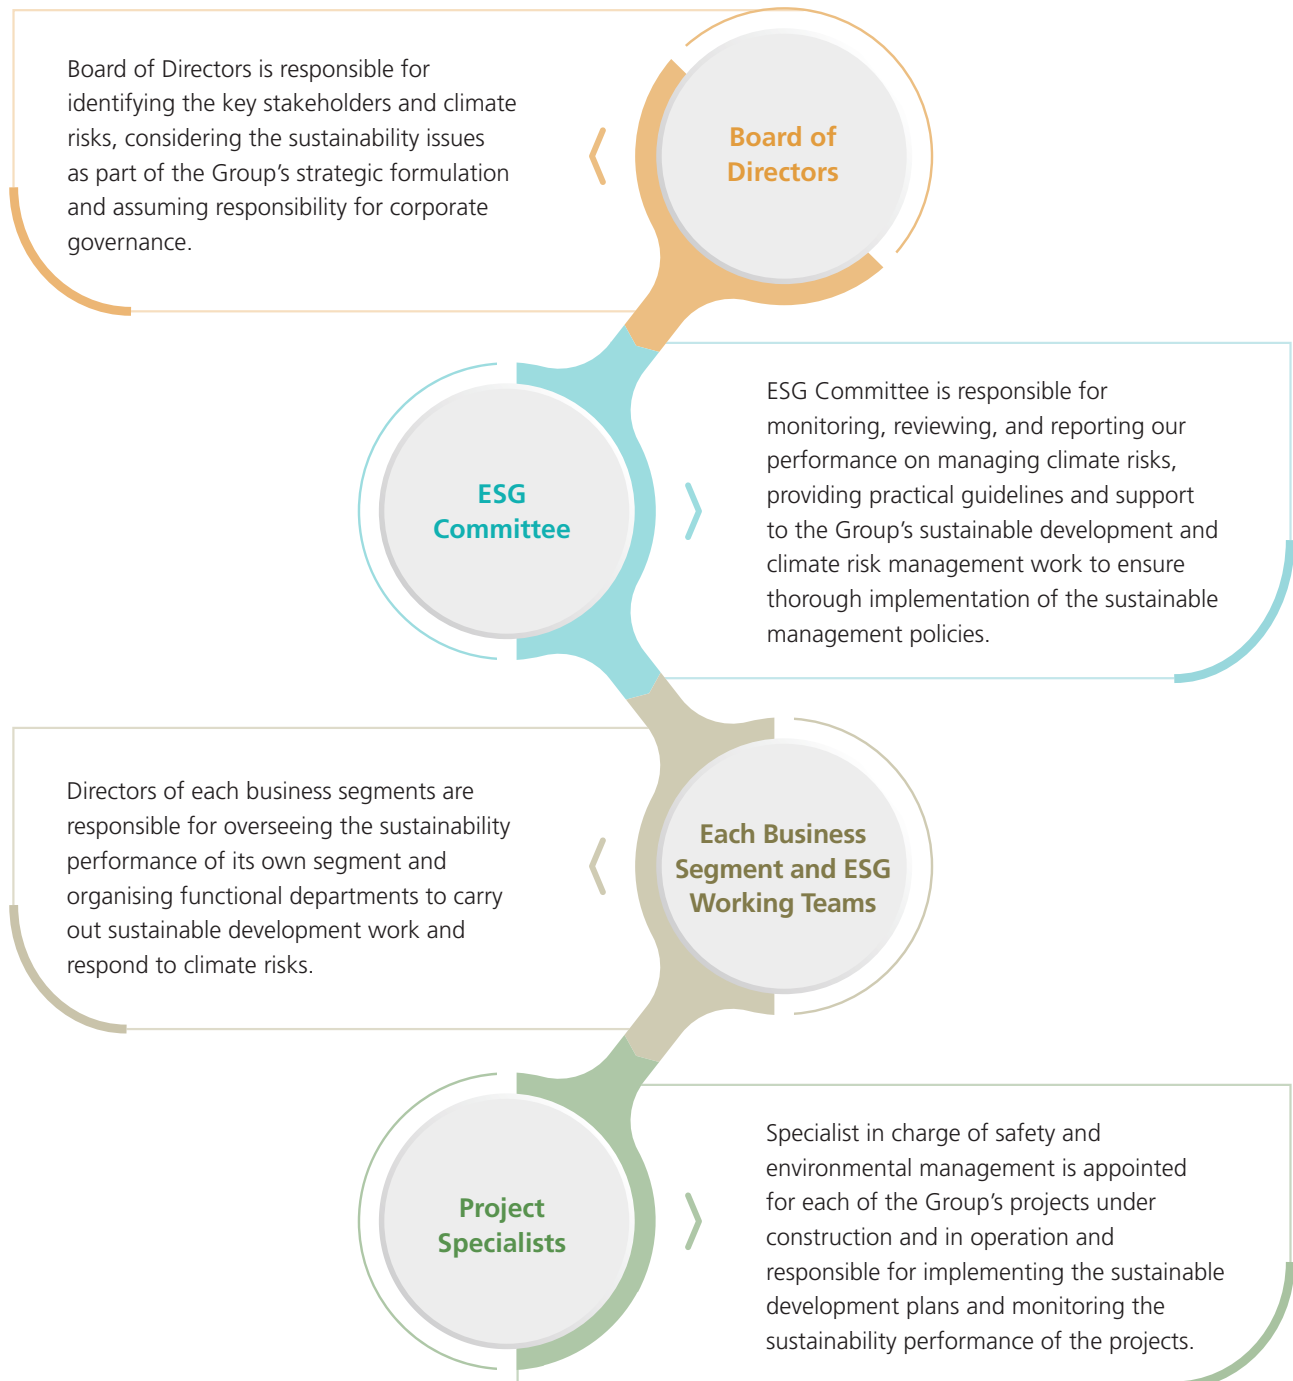 Board of Directors is responsible for
identifying the key stakeholders and climate
risks, considering the sustainability issues
as part of the Group’s strategic formulation
and assuming responsibility for corporate
governance.
Board of
Directors
ESG
Committee
ESG Committee is responsible for
monitoring, reviewing, and reporting our
performance on managing climate risks,
providing practical guidelines and support
to the Group’s sustainable development and
climate risk management work to ensure
thorough implementation of the sustainable
management policies.
Directors of each business segments are
responsible for overseeing the sustainability
performance of its own segment and
organising functional departments to carry
out sustainable development work and
respond to climate risks.
Each Business
Segment and ESG
Working Teams
Project
Specialists
Specialist in charge of safety and
environmental management is appointed
for each of the Group’s projects under
construction and in operation and
responsible for implementing the sustainable
development plans and monitoring the
sustainability performance of the projects.